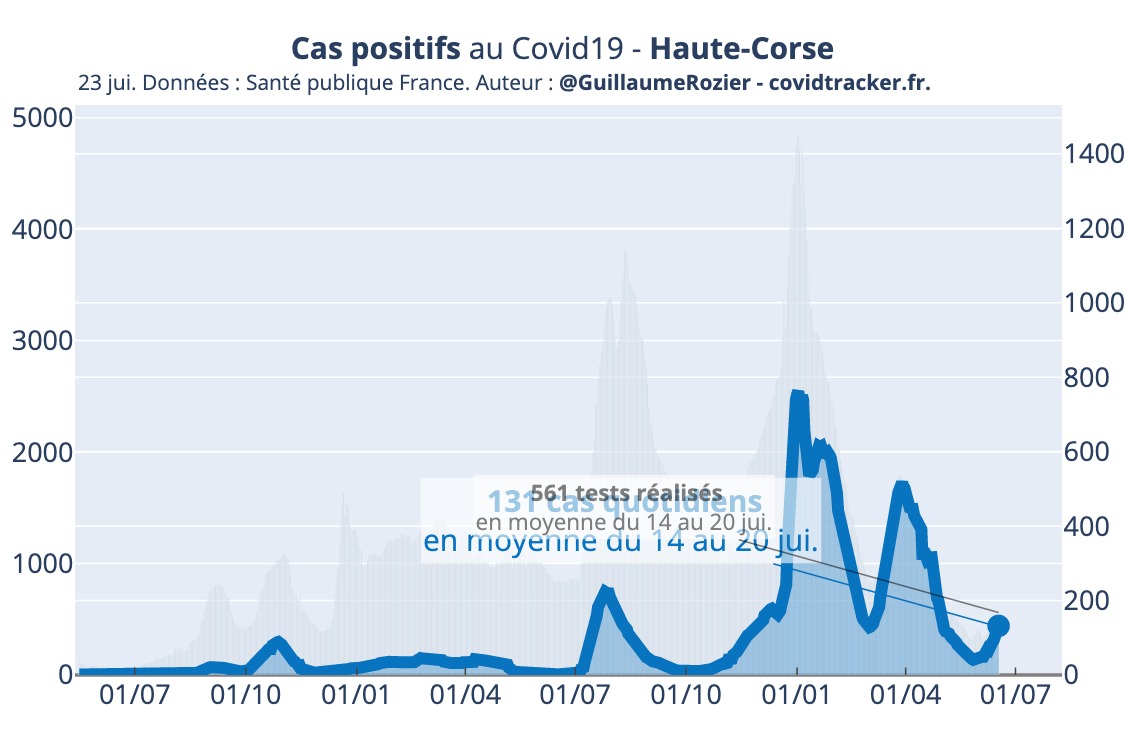 Cas positifs au Covid19 - Haute-Corse
23 jui. Données : Santé publique France. Auteur : @GuillaumeRozier - covidtracker.fr.
5000
4000
3000
2000
1000
0
1400
1200
1000
800
600
400
200
0
561 tests réalisés
131 cas quotidiens
en moyenne du 14 au 20 jui.
en moyenne du 14 au 20 jui.
01/07 01/10 01/01 01/04 01/07 01/10 01/01 01/04 01/07